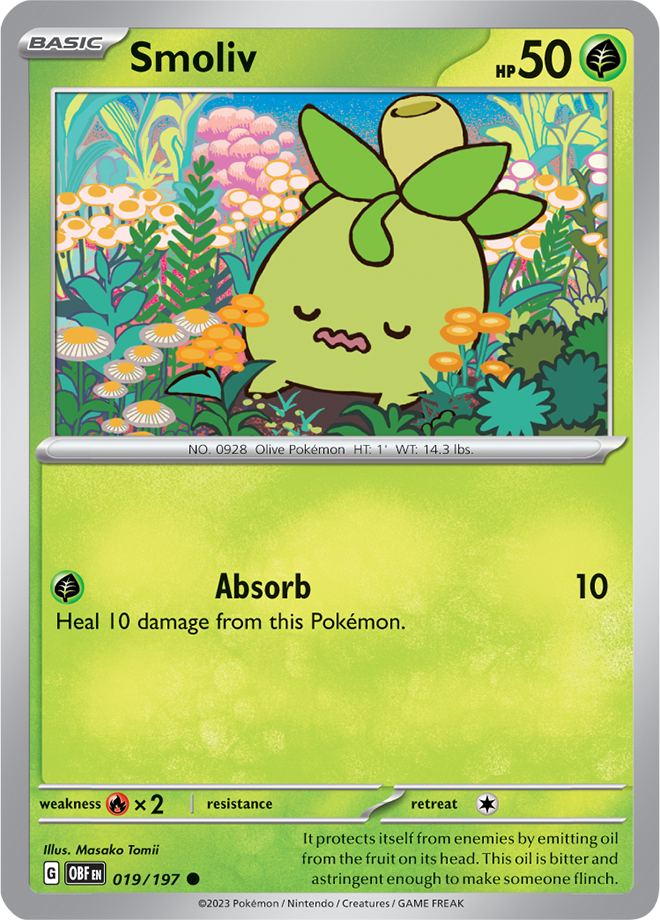 BASIC Smoliv HP 50
NO. 0928 Olive Pokémon HT: 1' WT: 14.3 lbs.
Absorb 10
Heal 10 damage from this Pokémon.
weakness ×2 resistance retreat
Illus. Masako Tomii
G OBF EN 019/197
It protects itself from enemies by emitting oil
from the fruit on its head. This oil is bitter and
astringent enough to make someone flinch.
©2023 Pokémon / Nintendo / Creatures / GAME FREAK